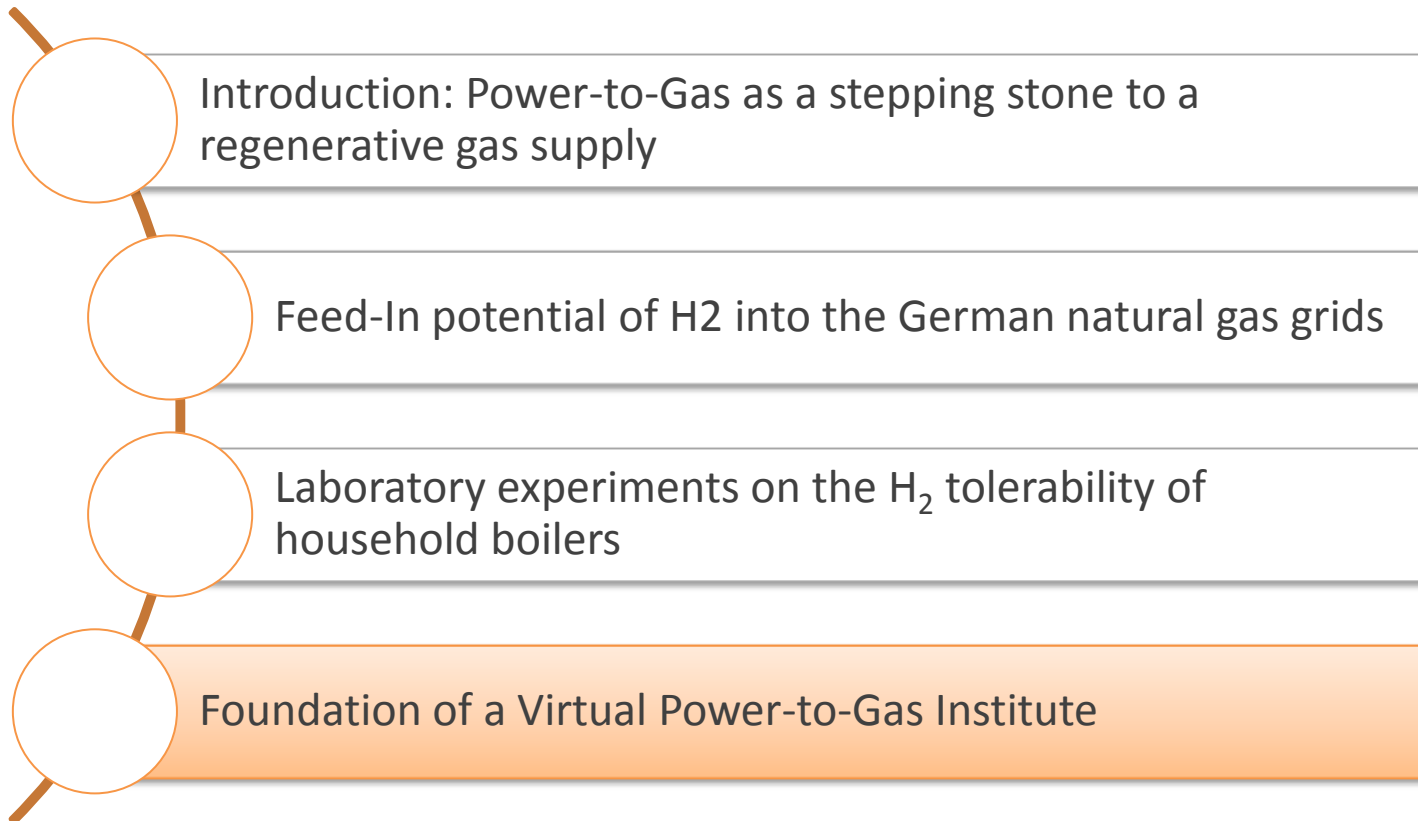 Introduction: Power-to-Gas as a stepping stone to a
regenerative gas supply
Feed-In potential of H2 into the German natural gas grids
Laboratory experiments on the H₂ tolerability of
household boilers
Foundation of a Virtual Power-to-Gas Institute